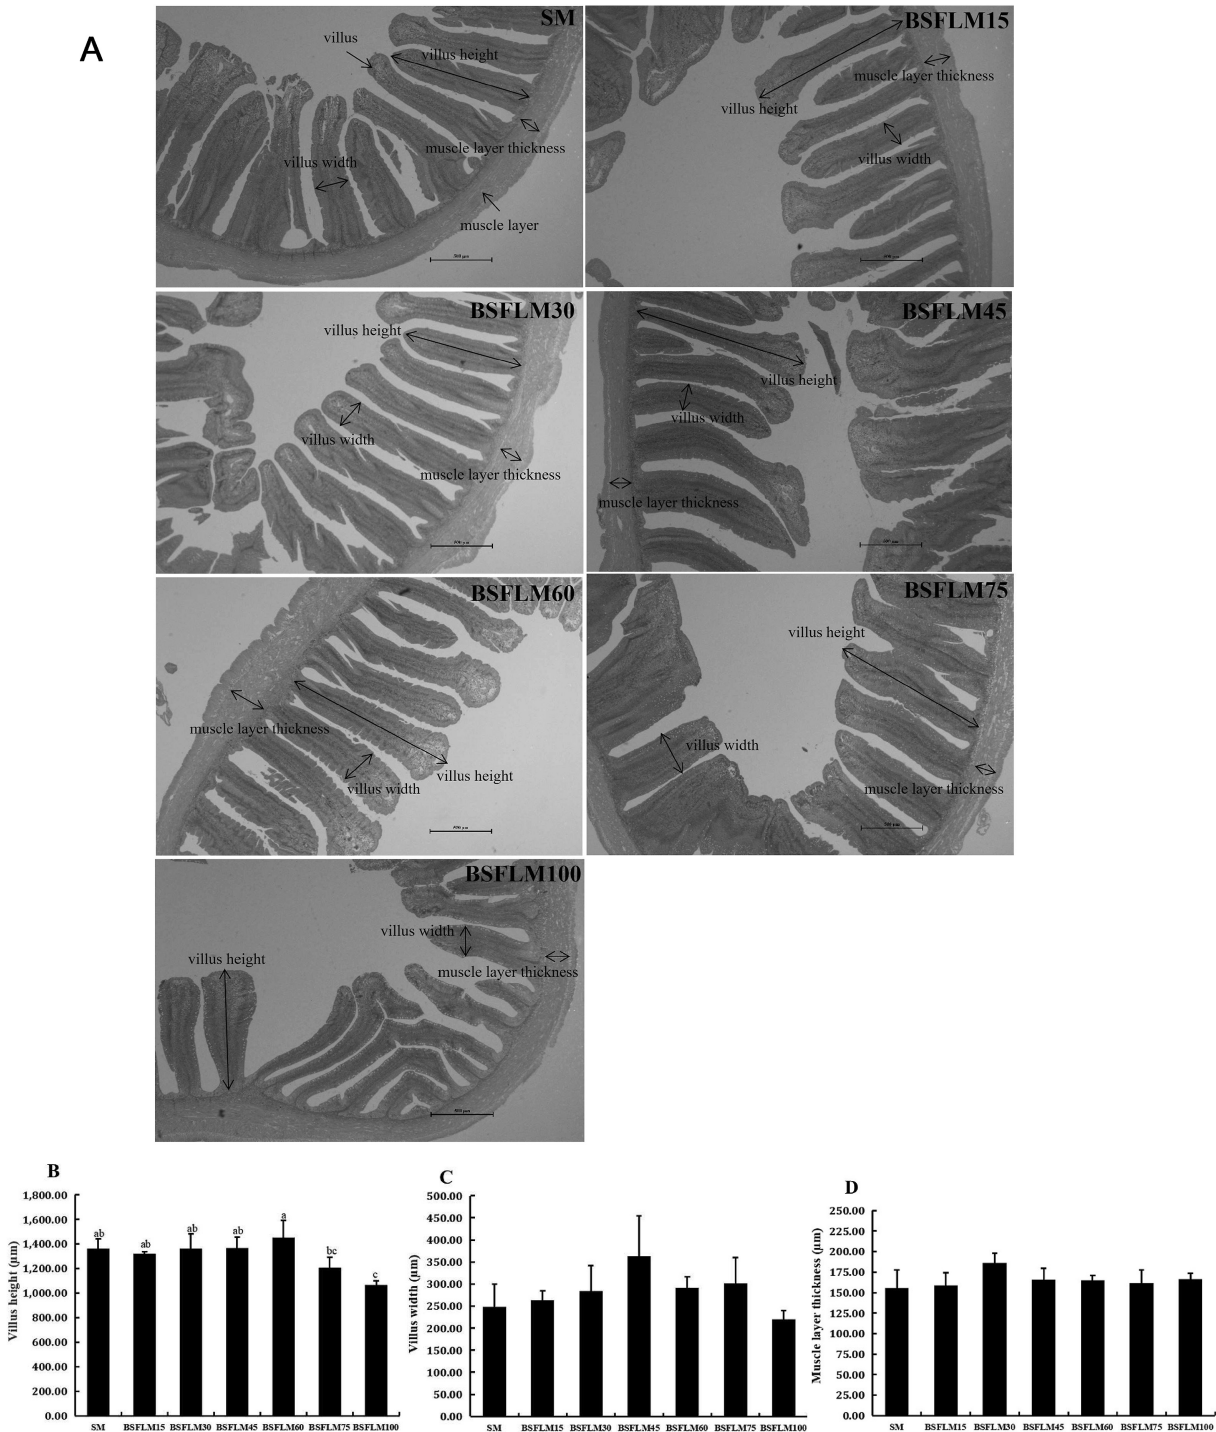 A
SM
villus
villus height
muscle layer thickness
villus width
muscle layer
BSFLM15
muscle layer thickness
villus height
villus width
BSFLM30
villus height
villus width
muscle layer thickness
BSFLM45
villus height
villus width
muscle layer thickness
BSFLM60
muscle layer thickness
villus height
villus width
BSFLM75
villus height
villus width
muscle layer thickness
BSFLM100
villus width
villus height
muscle layer thickness
B
Villus height (μm)
1,800.00
1,600.00
1,400.00
1,200.00
1,000.00
800.00
600.00
400.00
200.00
0.00
ab ab ab ab a bc c
SM BSFLM15 BSFLM30 BSFLM45 BSFLM60 BSFLM75 BSFLM100
C
Villus width (μm)
500.00
450.00
400.00
350.00
300.00
250.00
200.00
150.00
100.00
50.00
0.00
SM BSFLM15 BSFLM30 BSFLM45 BSFLM60 BSFLM75 BSFLM100
D
Muscle layer thickness (μm)
250.00
225.00
200.00
175.00
150.00
125.00
100.00
75.00
50.00
25.00
0.00
SM BSFLM15 BSFLM30 BSFLM45 BSFLM60 BSFLM75 BSFLM100